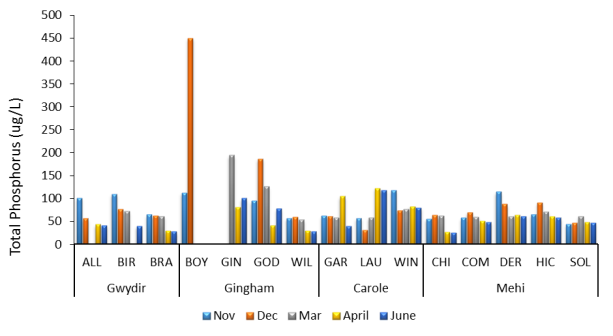 Total Phosphorus (ug/L)
500
450
400
350
300
250
200
150
100
50
0
ALL BIR BRA BOY GIN GOD WIL GAR LAU WIN CHI COM DER HIC SOL
Gwydir Gingham Carole Mehi
Nov Dec Mar April June